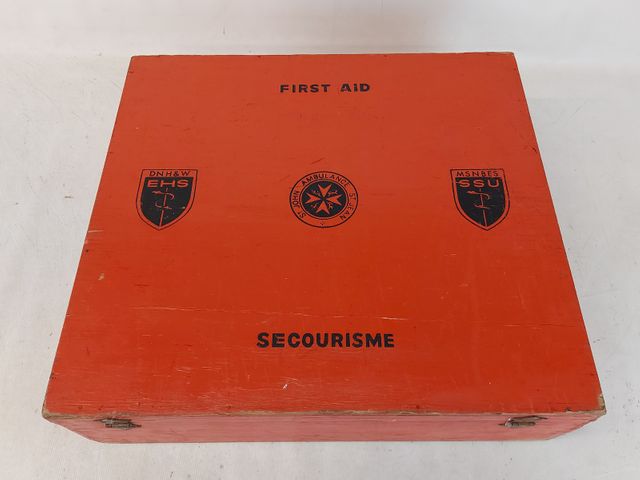 FIRST AID
DNH&W
EHS
ST JOHN AMBULANCE ST JEAN
MSNBES
SSU
SECOURISME